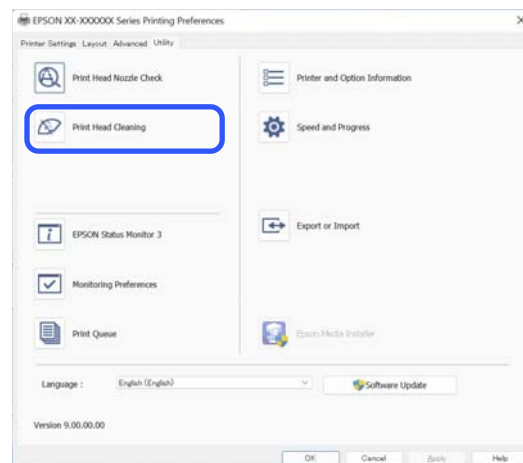 EPSON XX-XXXXXX Series Printing Preferences
Printer Settings Layout Advanced Utility
Print Head Nozzle Check
Printer and Option Information
Print Head Cleaning
Speed and Progress
EPSON Status Monitor 3
Export or Import
Monitoring Preferences
Print Queue
Epson Media Installer
Language : English (English)
Software Update
Version 9.00.00.00
OK Cancel Apply Help